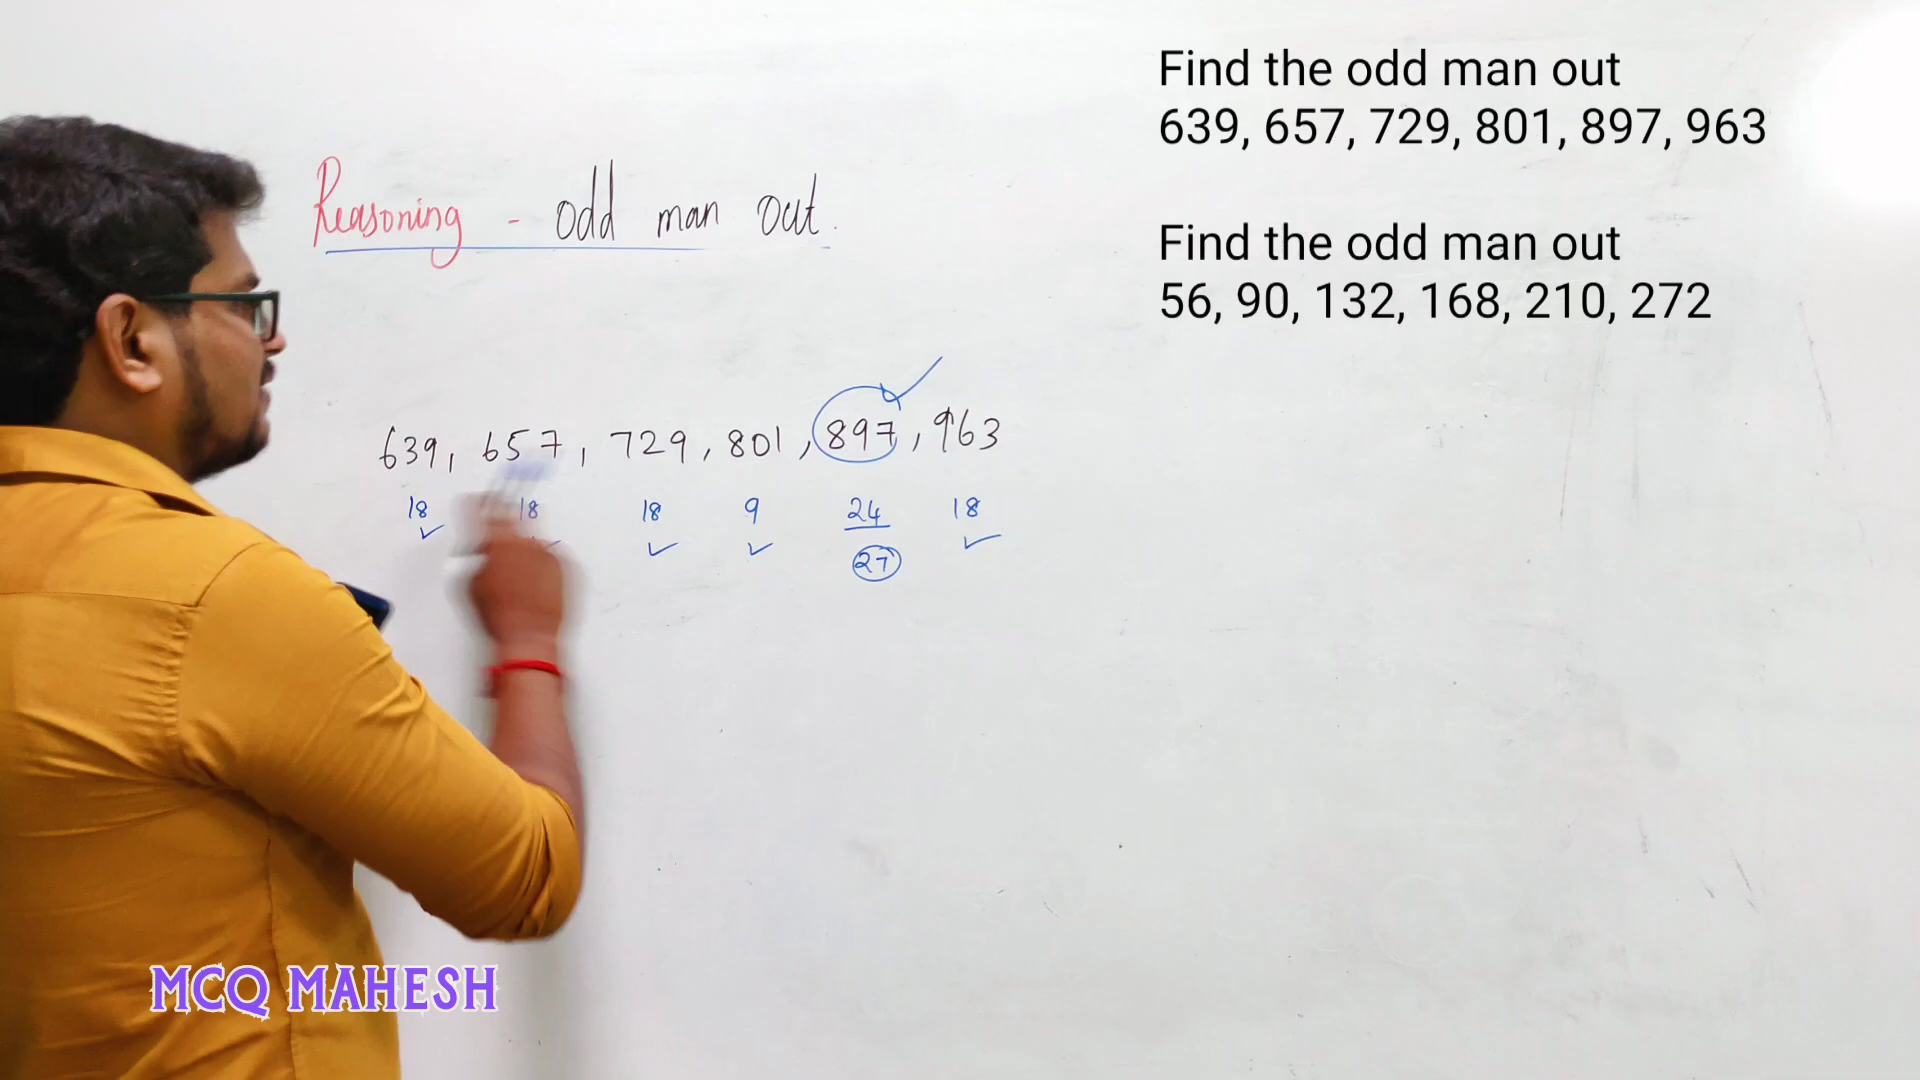 Find the odd man out
639, 657, 729, 801, 897, 963
Find the odd man out
56, 90, 132, 168, 210, 272
Reasoning - odd man out.
639, 657, 729, 801, 897, 963
18 18 18 9 24 18
27
MCQ MAHESH